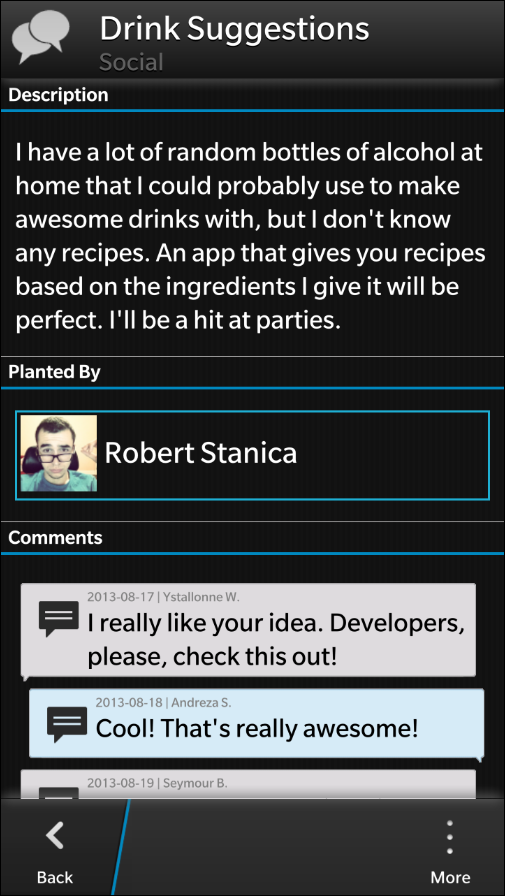 Drink Suggestions
Social
Description
I have a lot of random bottles of alcohol at
home that I could probably use to make
awesome drinks with, but I don't know
any recipes. An app that gives you recipes
based on the ingredients I give it will be
perfect. I'll be a hit at parties.
Planted By
Robert Stanica
Comments
2013-08-17 | Ystallonne W.
I really like your idea. Developers,
please, check this out!
2013-08-18 | Andreza S.
Cool! That's really awesome!
2013-08-19 | Seymour B.
Back
More